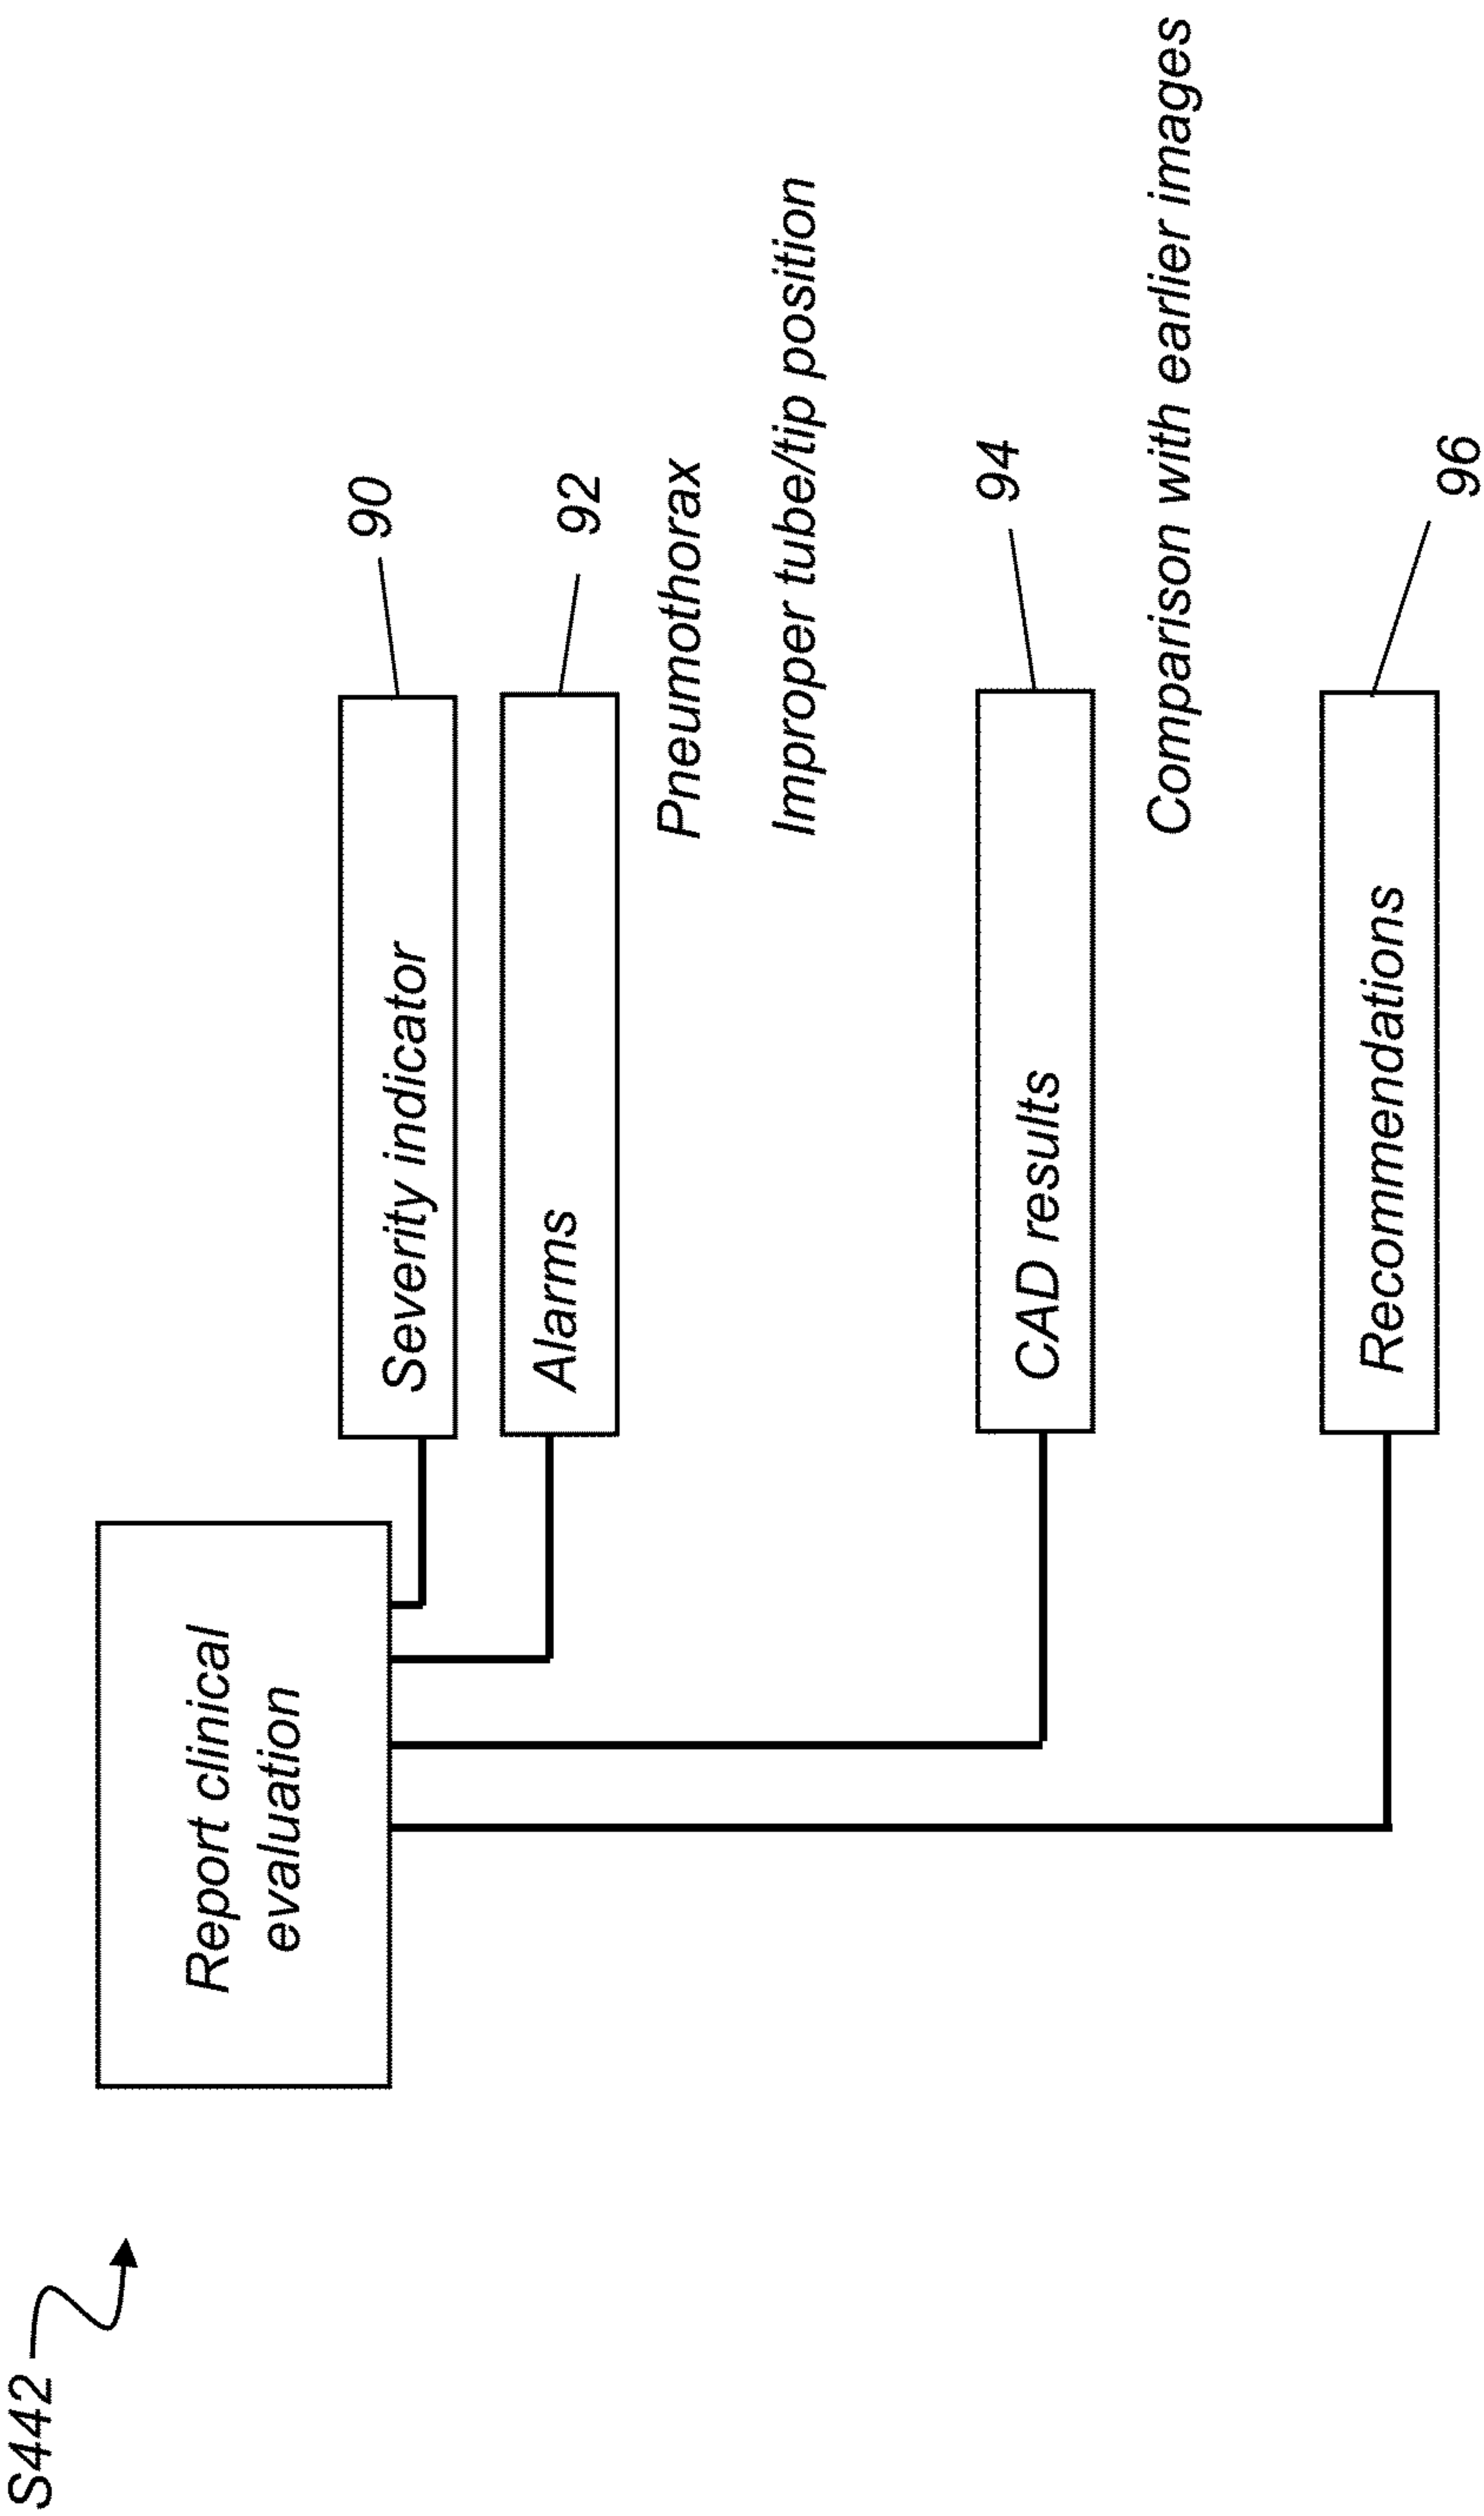 S442
Report clinical
evaluation
90
Severity indicator
92
Alarms
Pneumothorax
Improper tube/tip position
94
CAD results
Comparison with earlier images
Recommendations
96